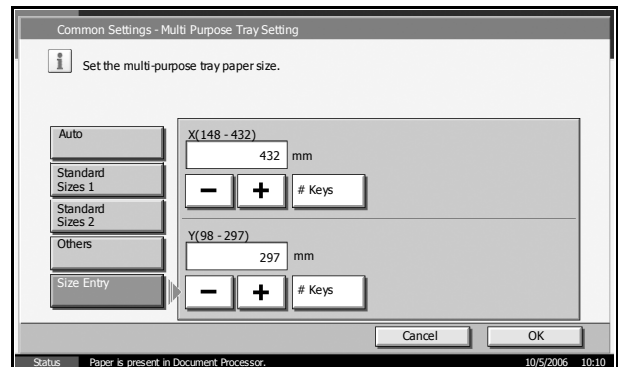 Common Settings - Multi Purpose Tray Setting
i
Set the multi-purpose tray paper size.
Auto
Standard
Sizes 1
Standard
Sizes 2
Others
Size Entry
X(148 - 432)
432 mm
− + # Keys
Y(98 - 297)
297 mm
− + # Keys
Cancel OK
Status Paper is present in Document Processor. 10/5/2006 10:10